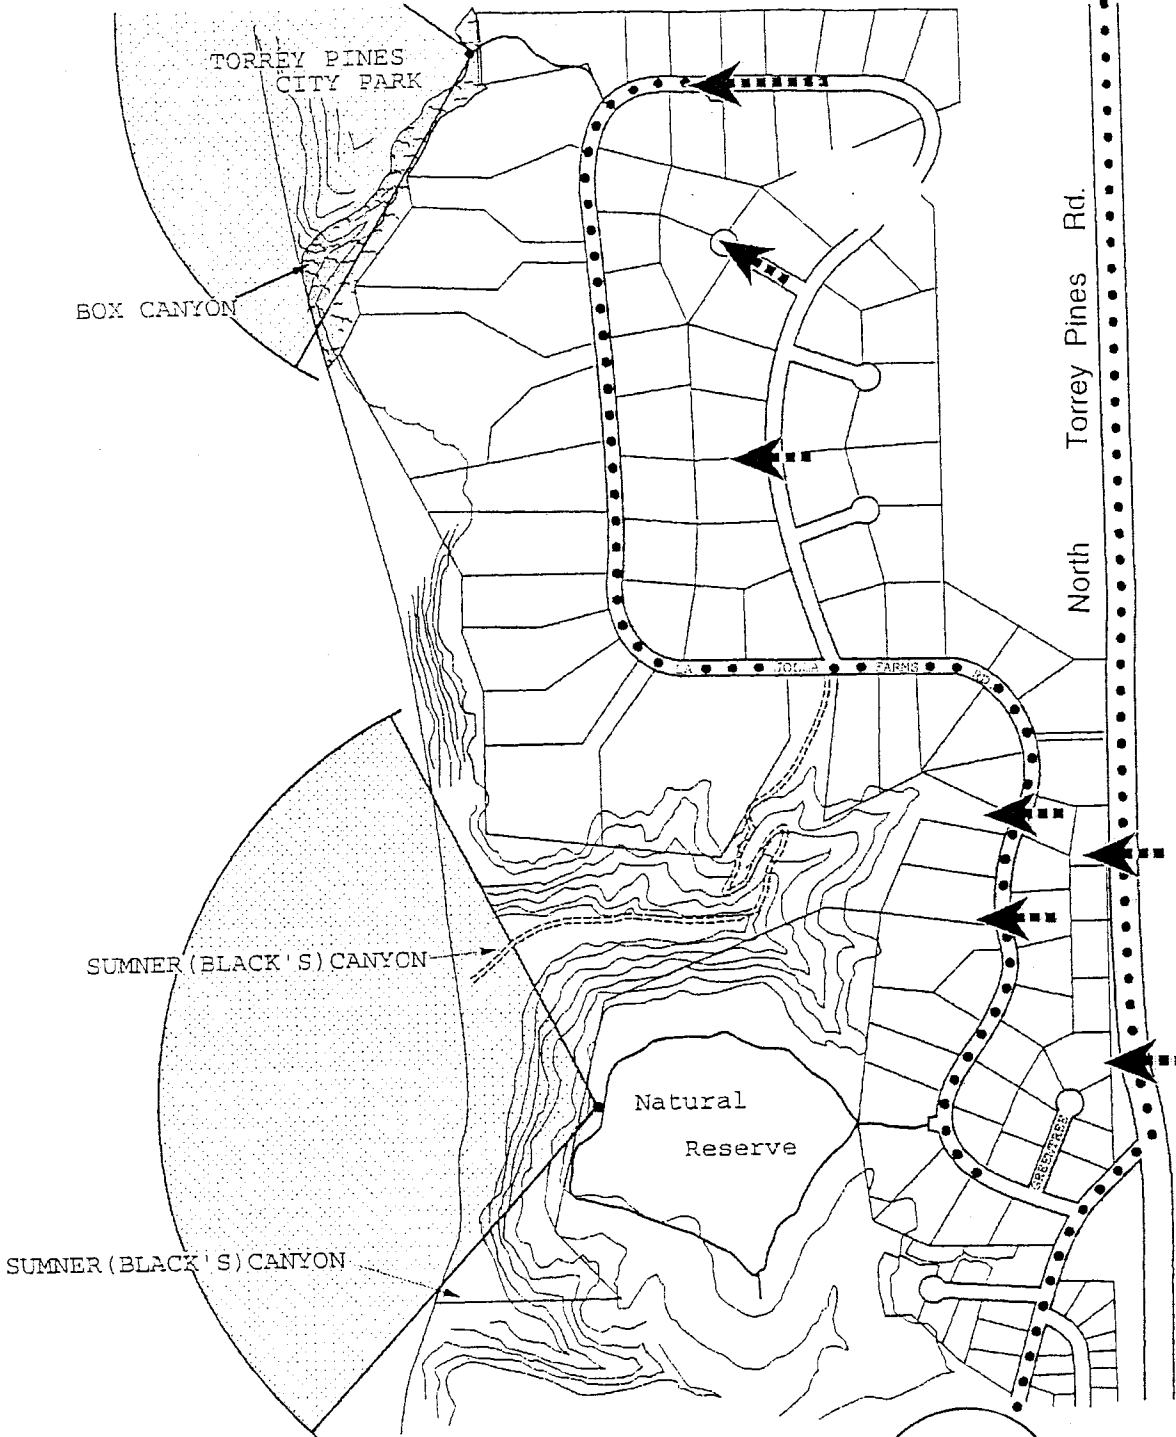 TORREY PINES
CITY PARK
BOX CANYON
North Torrey Pines Rd.
LA JOLLA FARMS RD
SUMNER(BLACK'S)CANYON
Natural
Reserve
GREENTREE
SUMNER(BLACK'S)CANYON